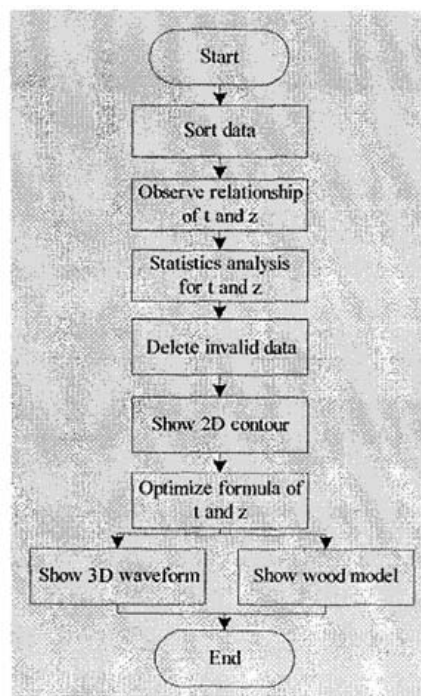 Start
Sort data
Observe relationship
of t and z
Statistics analysis
for t and z
Delete invalid data
Show 2D contour
Optimize formula of
t and z
Show 3D waveform
Show wood model
End